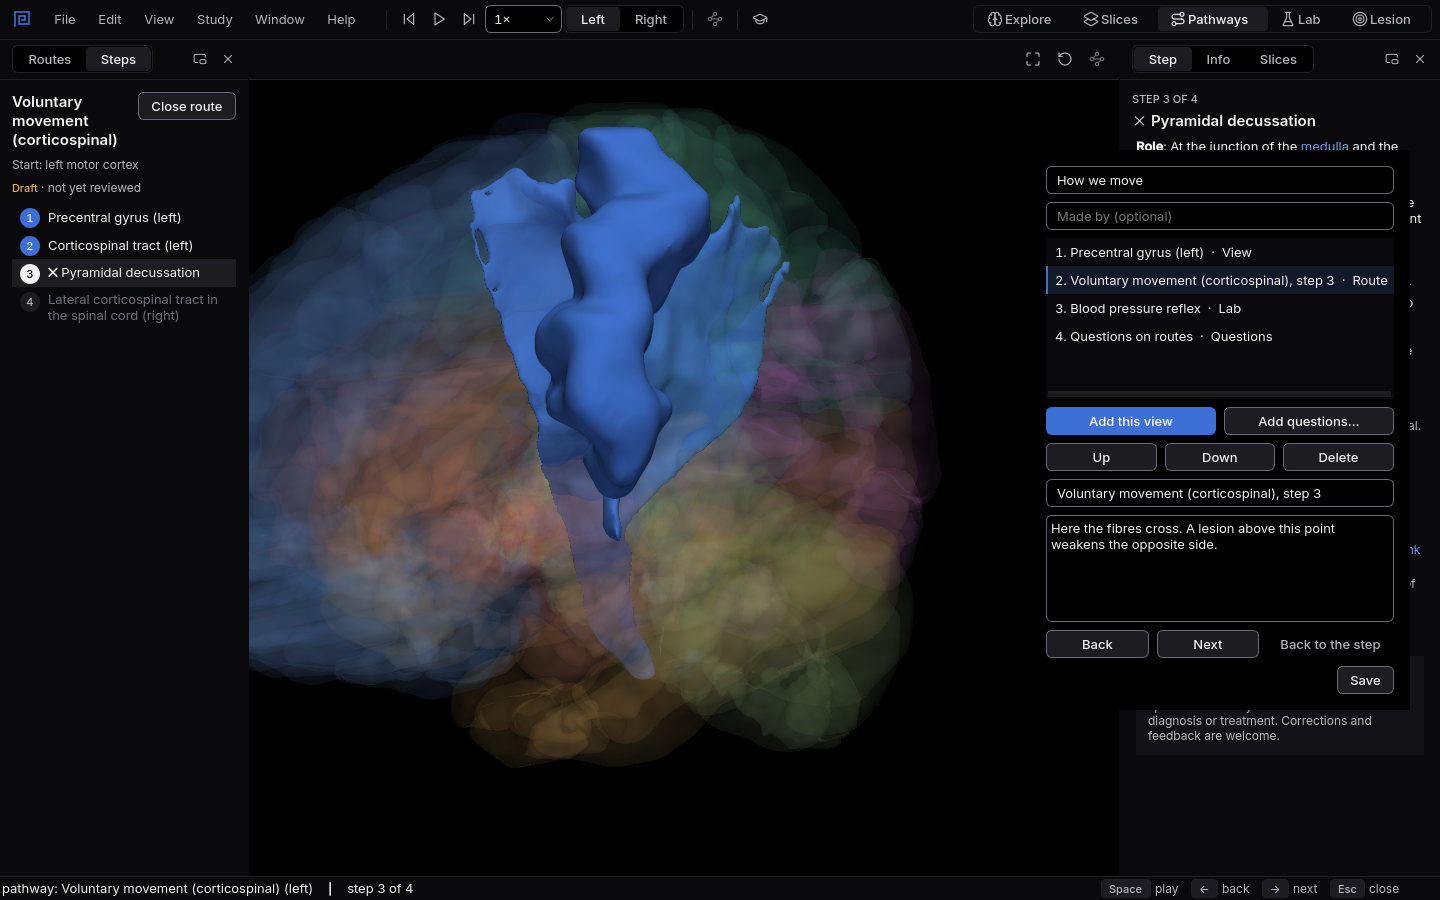 File Edit View Study Window Help
1×
Left Right
Explore Slices Pathways Lab Lesion
Routes Steps
Step Info Slices
Voluntary movement (corticospinal)
Close route
Start: left motor cortex
Draft · not yet reviewed
1 Precentral gyrus (left)
2 Corticospinal tract (left)
3 Pyramidal decussation
4 Lateral corticospinal tract in
the spinal cord (right)
STEP 3 OF 4
Pyramidal decussation
Role: At the junction of the medulla and the
How we move
Made by (optional)
1. Precentral gyrus (left) · View
2. Voluntary movement (corticospinal), step 3 · Route
3. Blood pressure reflex · Lab
4. Questions on routes · Questions
Add this view Add questions...
Up Down Delete
Voluntary movement (corticospinal), step 3
Here the fibres cross. A lesion above this point
weakens the opposite side.
Back Next Back to the step
Save
diagnosis or treatment. Corrections and
feedback are welcome.
pathway: Voluntary movement (corticospinal) (left) | step 3 of 4
Space play ← back → next Esc close